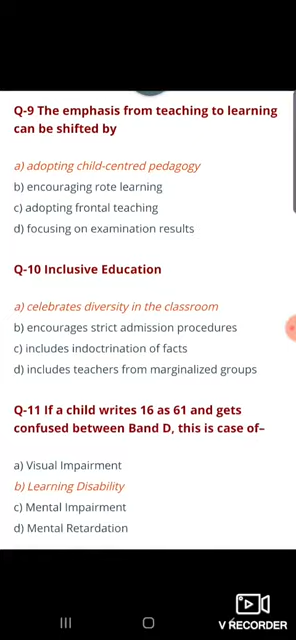 Q-9 The emphasis from teaching to learning
can be shifted by
a) adopting child-centred pedagogy
b) encouraging rote learning
c) adopting frontal teaching
d) focusing on examination results
Q-10 Inclusive Education
a) celebrates diversity in the classroom
b) encourages strict admission procedures
c) includes indoctrination of facts
d) includes teachers from marginalized groups
Q-11 If a child writes 16 as 61 and gets
confused between Band D, this is case of–
a) Visual Impairment
b) Learning Disability
c) Mental Impairment
d) Mental Retardation
V RECORDER